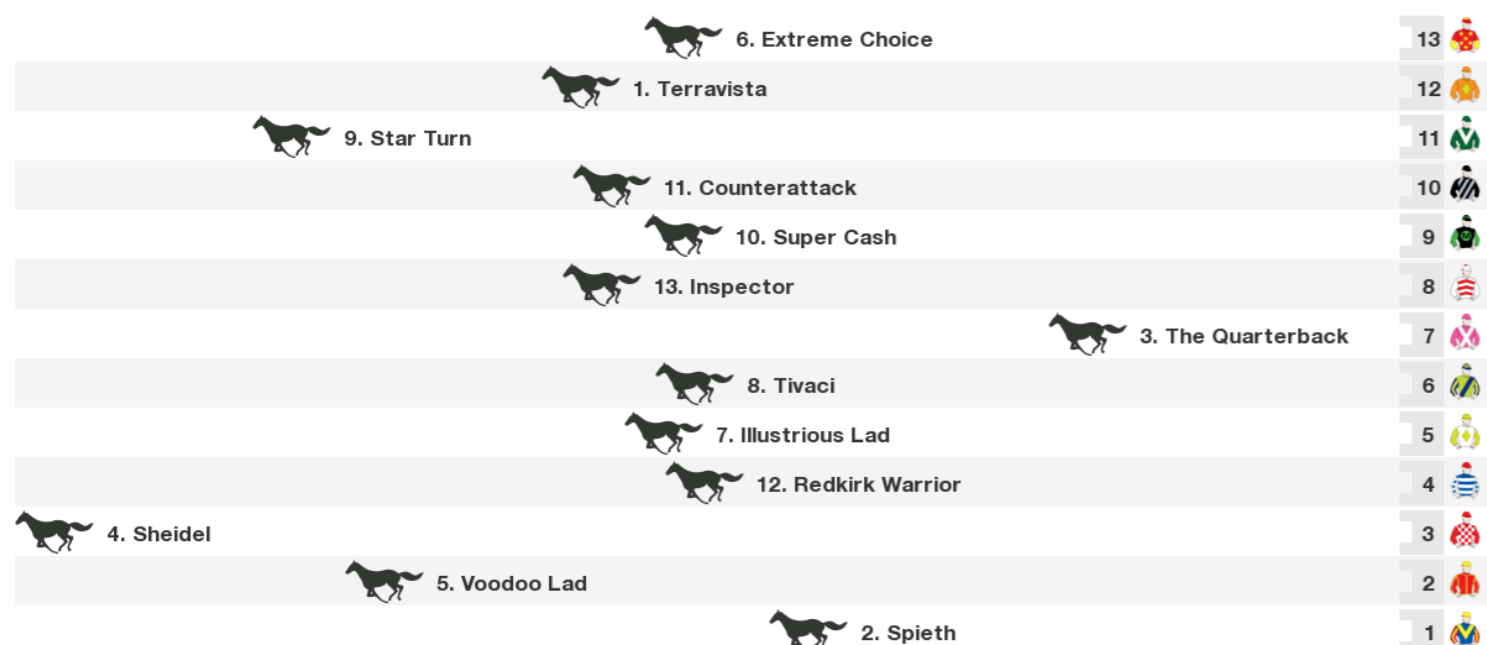 6. Extreme Choice 13
1. Terravista 12
9. Star Turn 11
11. Counterattack 10
10. Super Cash 9
13. Inspector 8
3. The Quarterback 7
8. Tivaci 6
7. Illustrious Lad 5
12. Redkirk Warrior 4
4. Sheidel 3
5. Voodoo Lad 2
2. Spieth 1